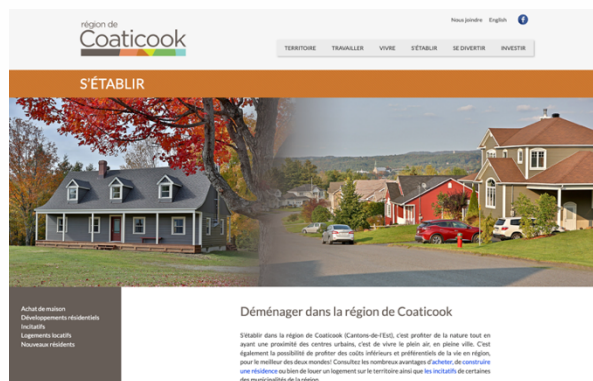 région de
Coaticook
Nous joindre English
TERRITOIRE TRAVAILLER VIVRE S'ÉTABLIR SE DIVERTIR INVESTIR
S'ÉTABLIR
Achat de maison
Développements résidentiels
Incitatifs
Logements locatifs
Nouveaux résidents
Déménager dans la région de Coaticook
S'établir dans la région de Coaticook (Cantons-de-l'Est), c'est profiter de la nature tout en
ayant une proximité des centres urbains, c'est de vivre le plein air, en pleine ville. C'est
également la possibilité de profiter des coûts inférieurs et préférentiels de la vie en région,
pour le meilleur des deux mondes! Consultez les nombreux avantages d'acheter, de construire
une résidence ou bien de louer un logement sur le territoire ainsi que les incitatifs de certaines
des municipalités de la région.